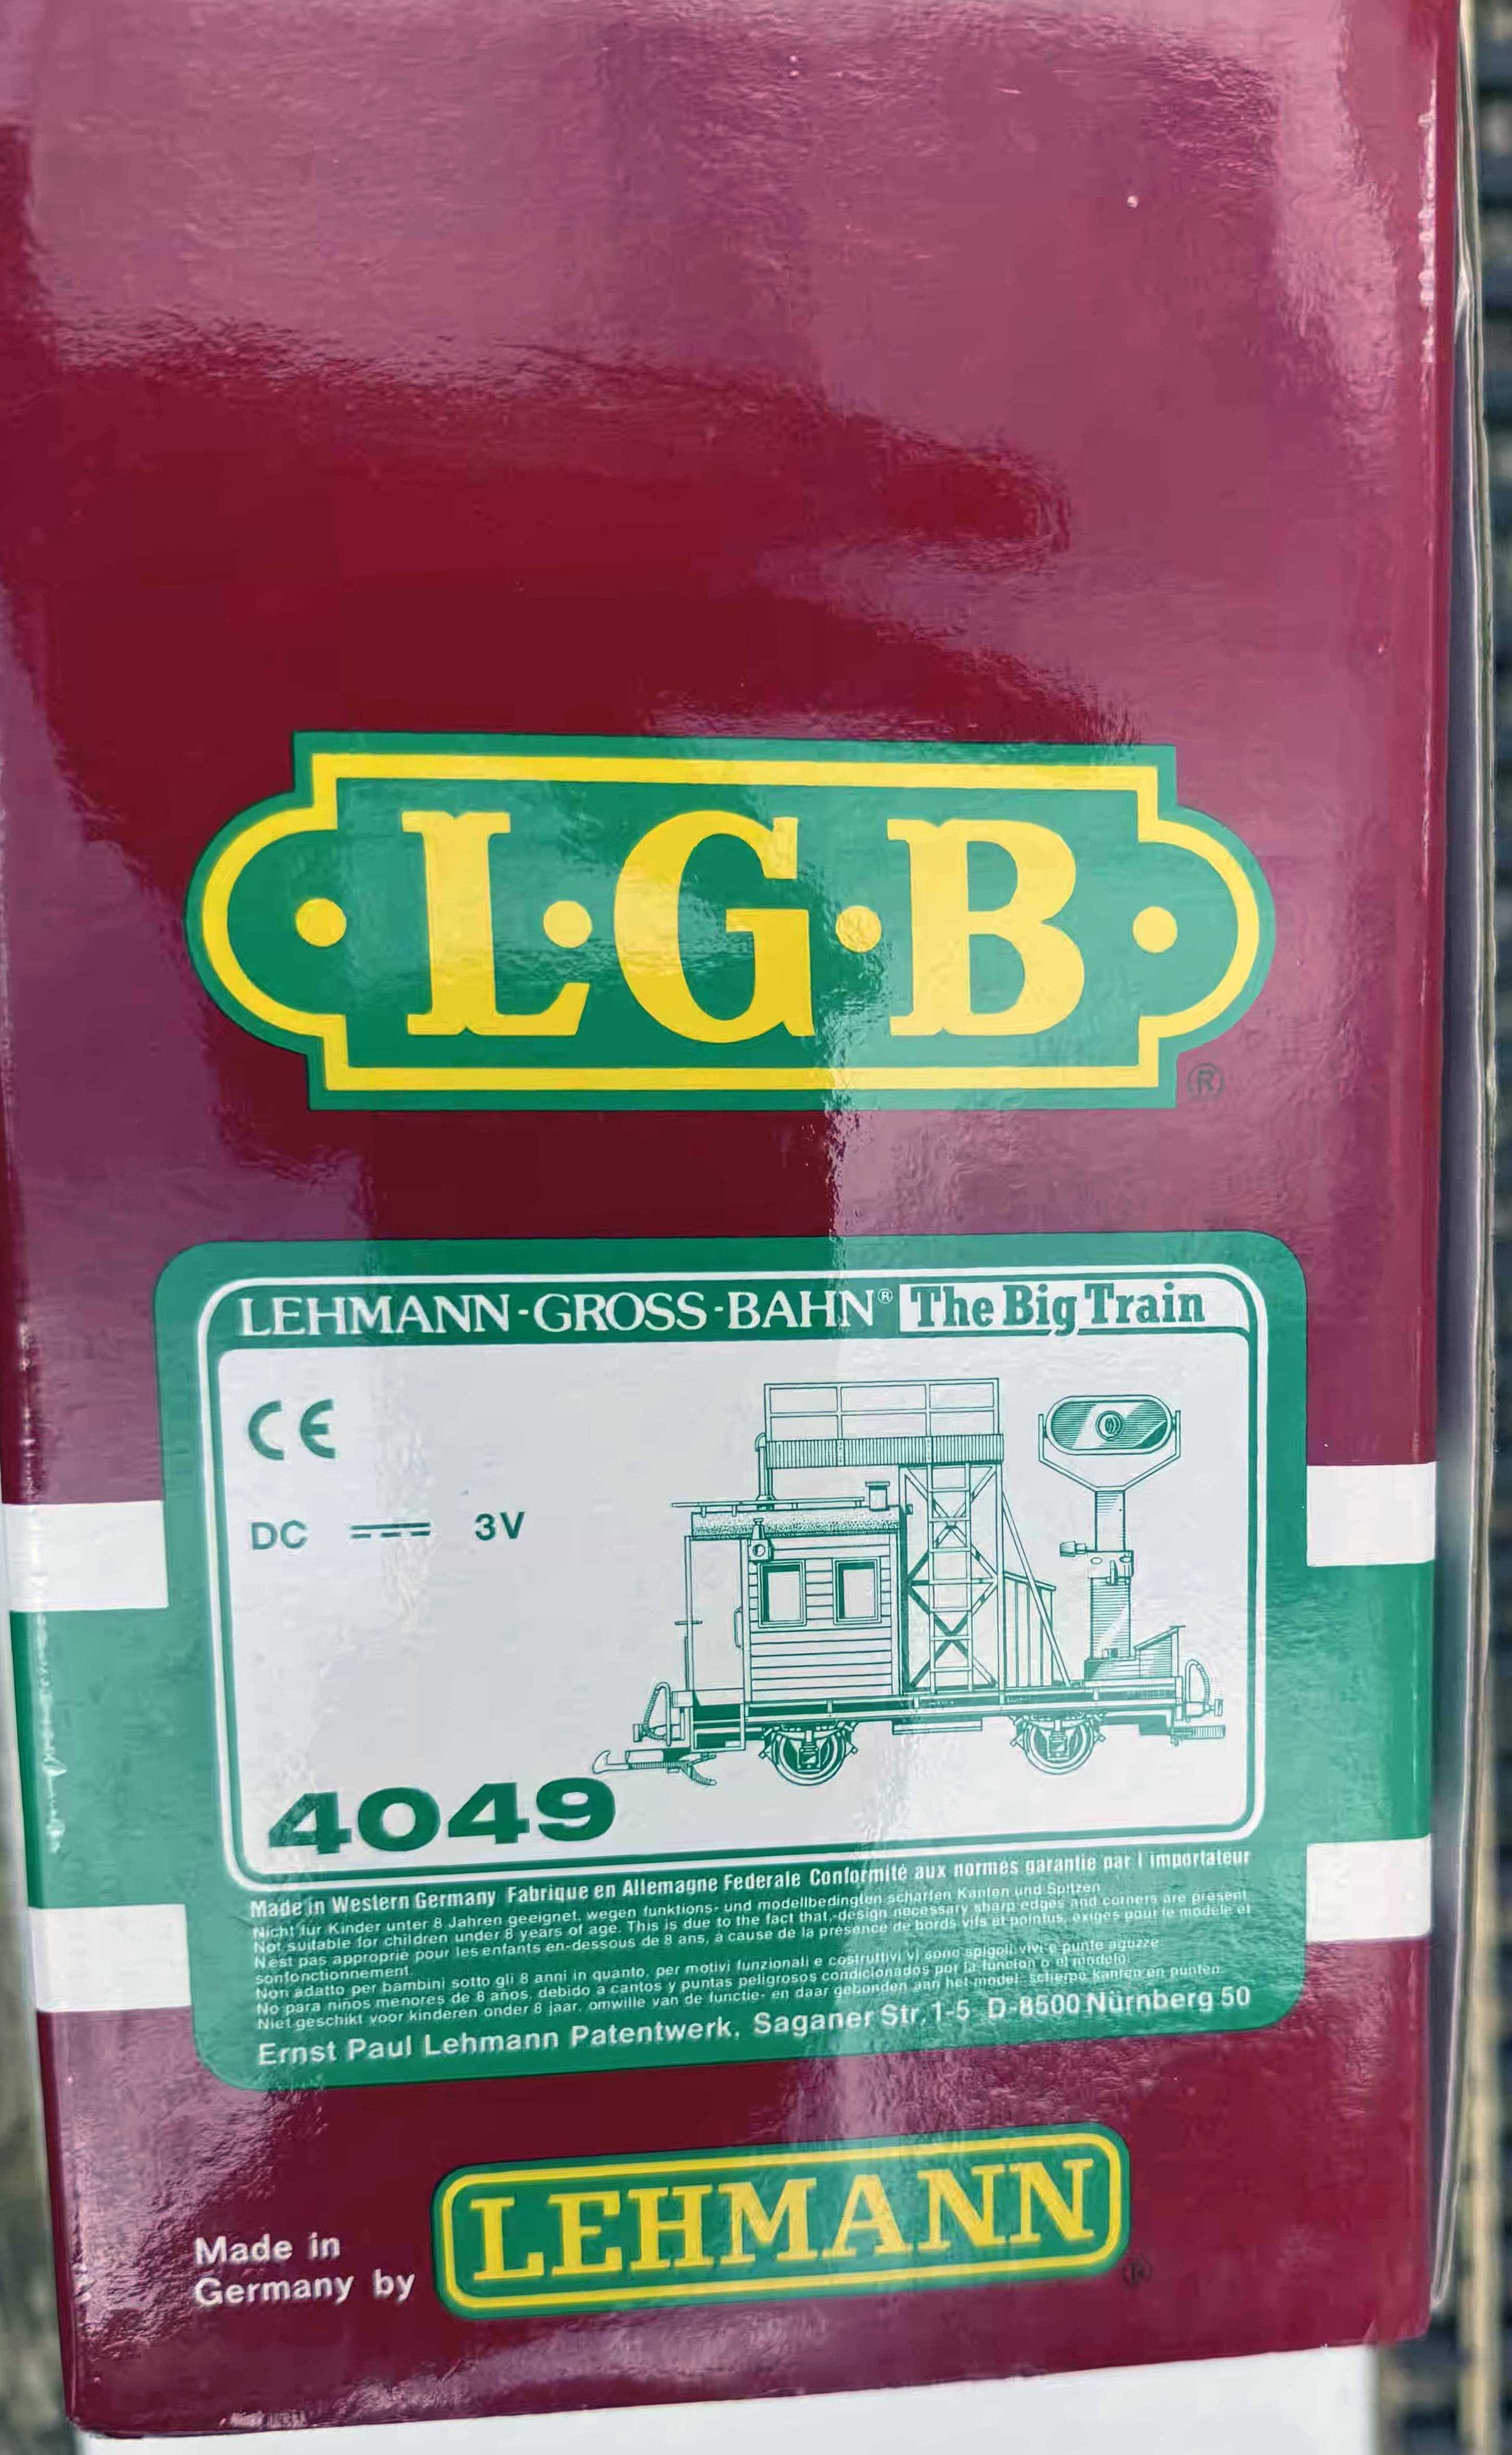 ·L·G·B·
®
LEHMANN-GROSS-BAHN® The Big Train
CE
DC 3V
4049
Made in Western Germany Fabrique en Allemagne Federale Conformité aux normes garantie par l importateur
Nicht für Kinder unter 8 Jahren geeignet, wegen funktions- und modellbedingten scharfen Kanten und Spitzen
Not suitable for children under 8 years of age. This is due to the fact that,-design necessary sharp edges and corners are present
Nest pas approprie pour les enfants en-dessous de 8 ans, à cause de la présence de bords vifs et pointus, exiges pour le modèle et
sonfonctionnement.
Non adatto per bambini sotto gli 8 anni in quanto, per motivi funzionali e costruttivi vi sono spigoli vivi e punte aguzze.
No para niños menores de 8 años, debido a cantos y puntas peligrosos condicionados por la funcion o el modelo.
Niet geschikt voor kinderen onder 8 jaar, omwille van de functie- en daar gebonden aan het model scherpe kanten en punten.
Ernst Paul Lehmann Patentwerk, Saganer Str. 1-5 D-8500 Nürnberg 50
Made in
Germany by
LEHMANN
®